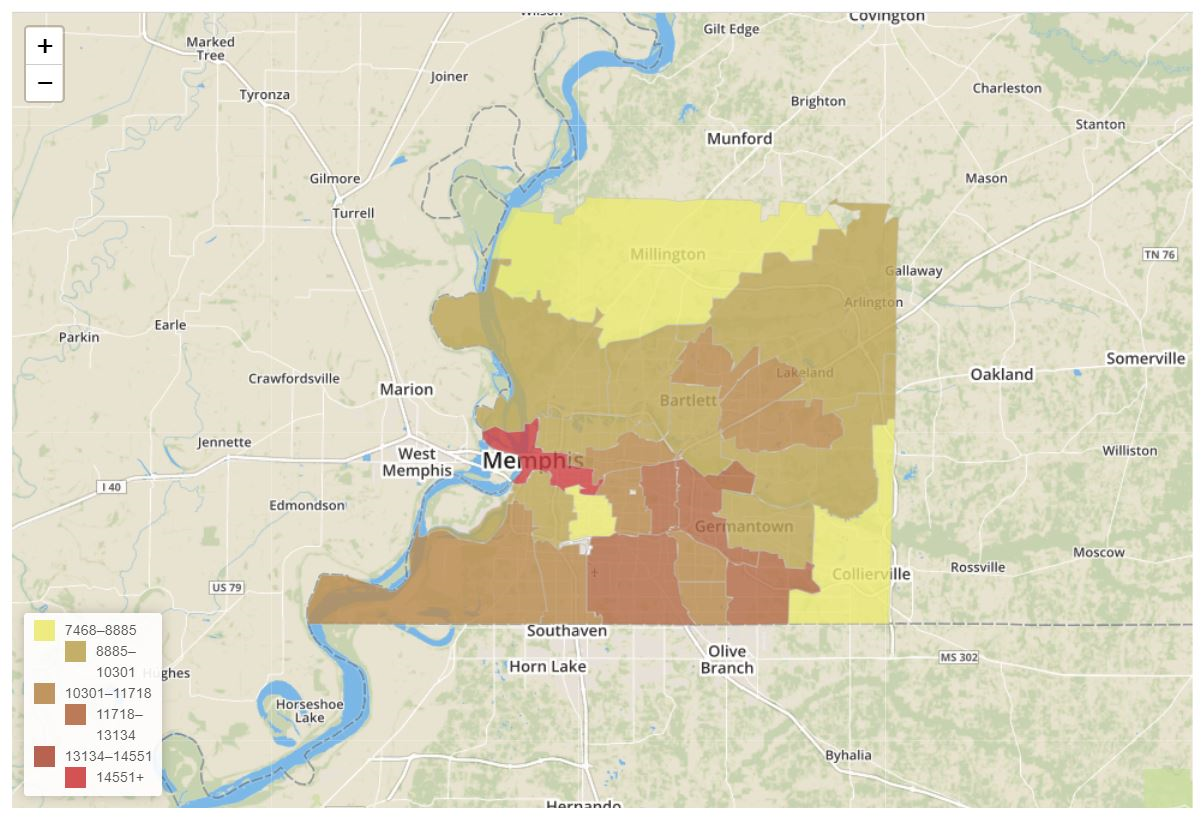 Wilson
Covington
Gilt Edge
+
Marked
Tree
−
Joiner
Charleston
Tyronza
Brighton
Stanton
Munford
Gilmore
Mason
Turrell
Millington
TN 76
Gallaway
Arlington
Earle
Parkin
Somerville
Lakeland
Oakland
Crawfordsville
Marion
Bartlett
Jennette
Williston
West
Memphis
Memphis
I 40
Edmondson
Germantown
Moscow
Rossville
Collierville
US 79
Southaven
7468–8885
8885–
10301
10301–11718
11718–
13134
13134–14551
14551+
Olive
Branch
MS 302
Horn Lake
Hughes
Horseshoe
Lake
Byhalia
Hernando